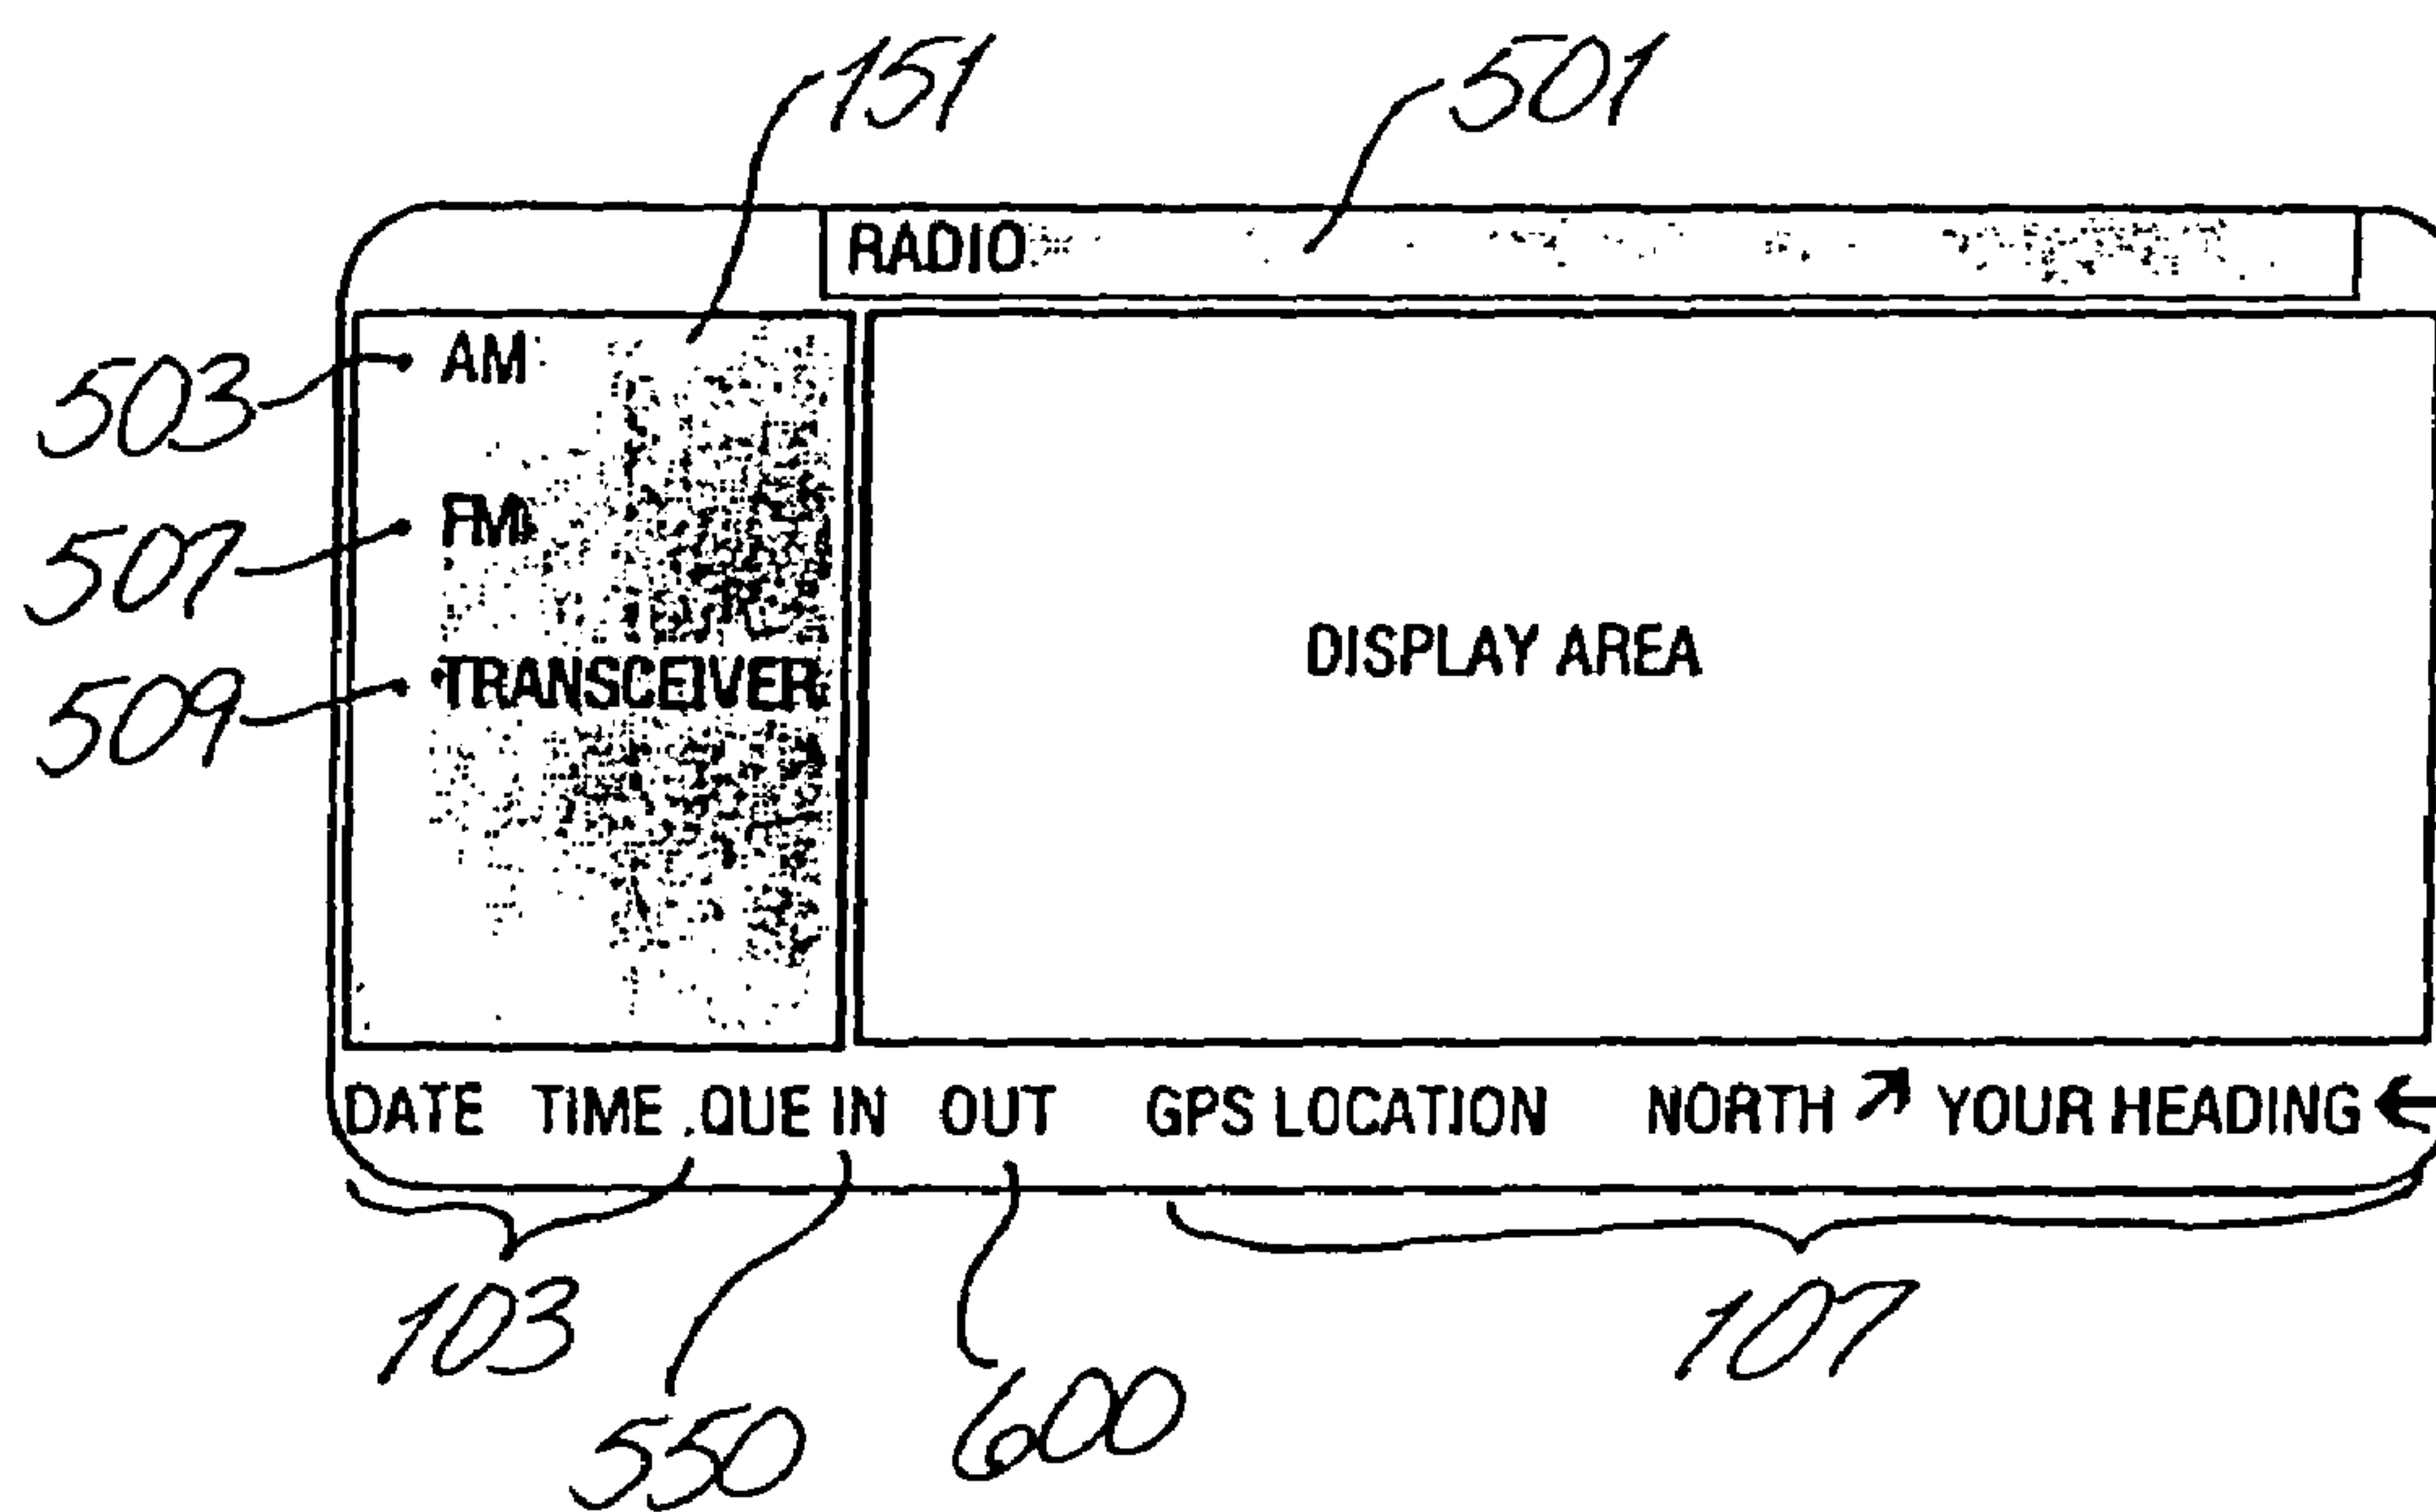 151 501
RADIO
503 AM
507 FM
509 TRANSCEIVER
DISPLAY AREA
DATE TIME QUE IN OUT GPS LOCATION NORTH ↗ YOUR HEADING ←
103 107
550 600